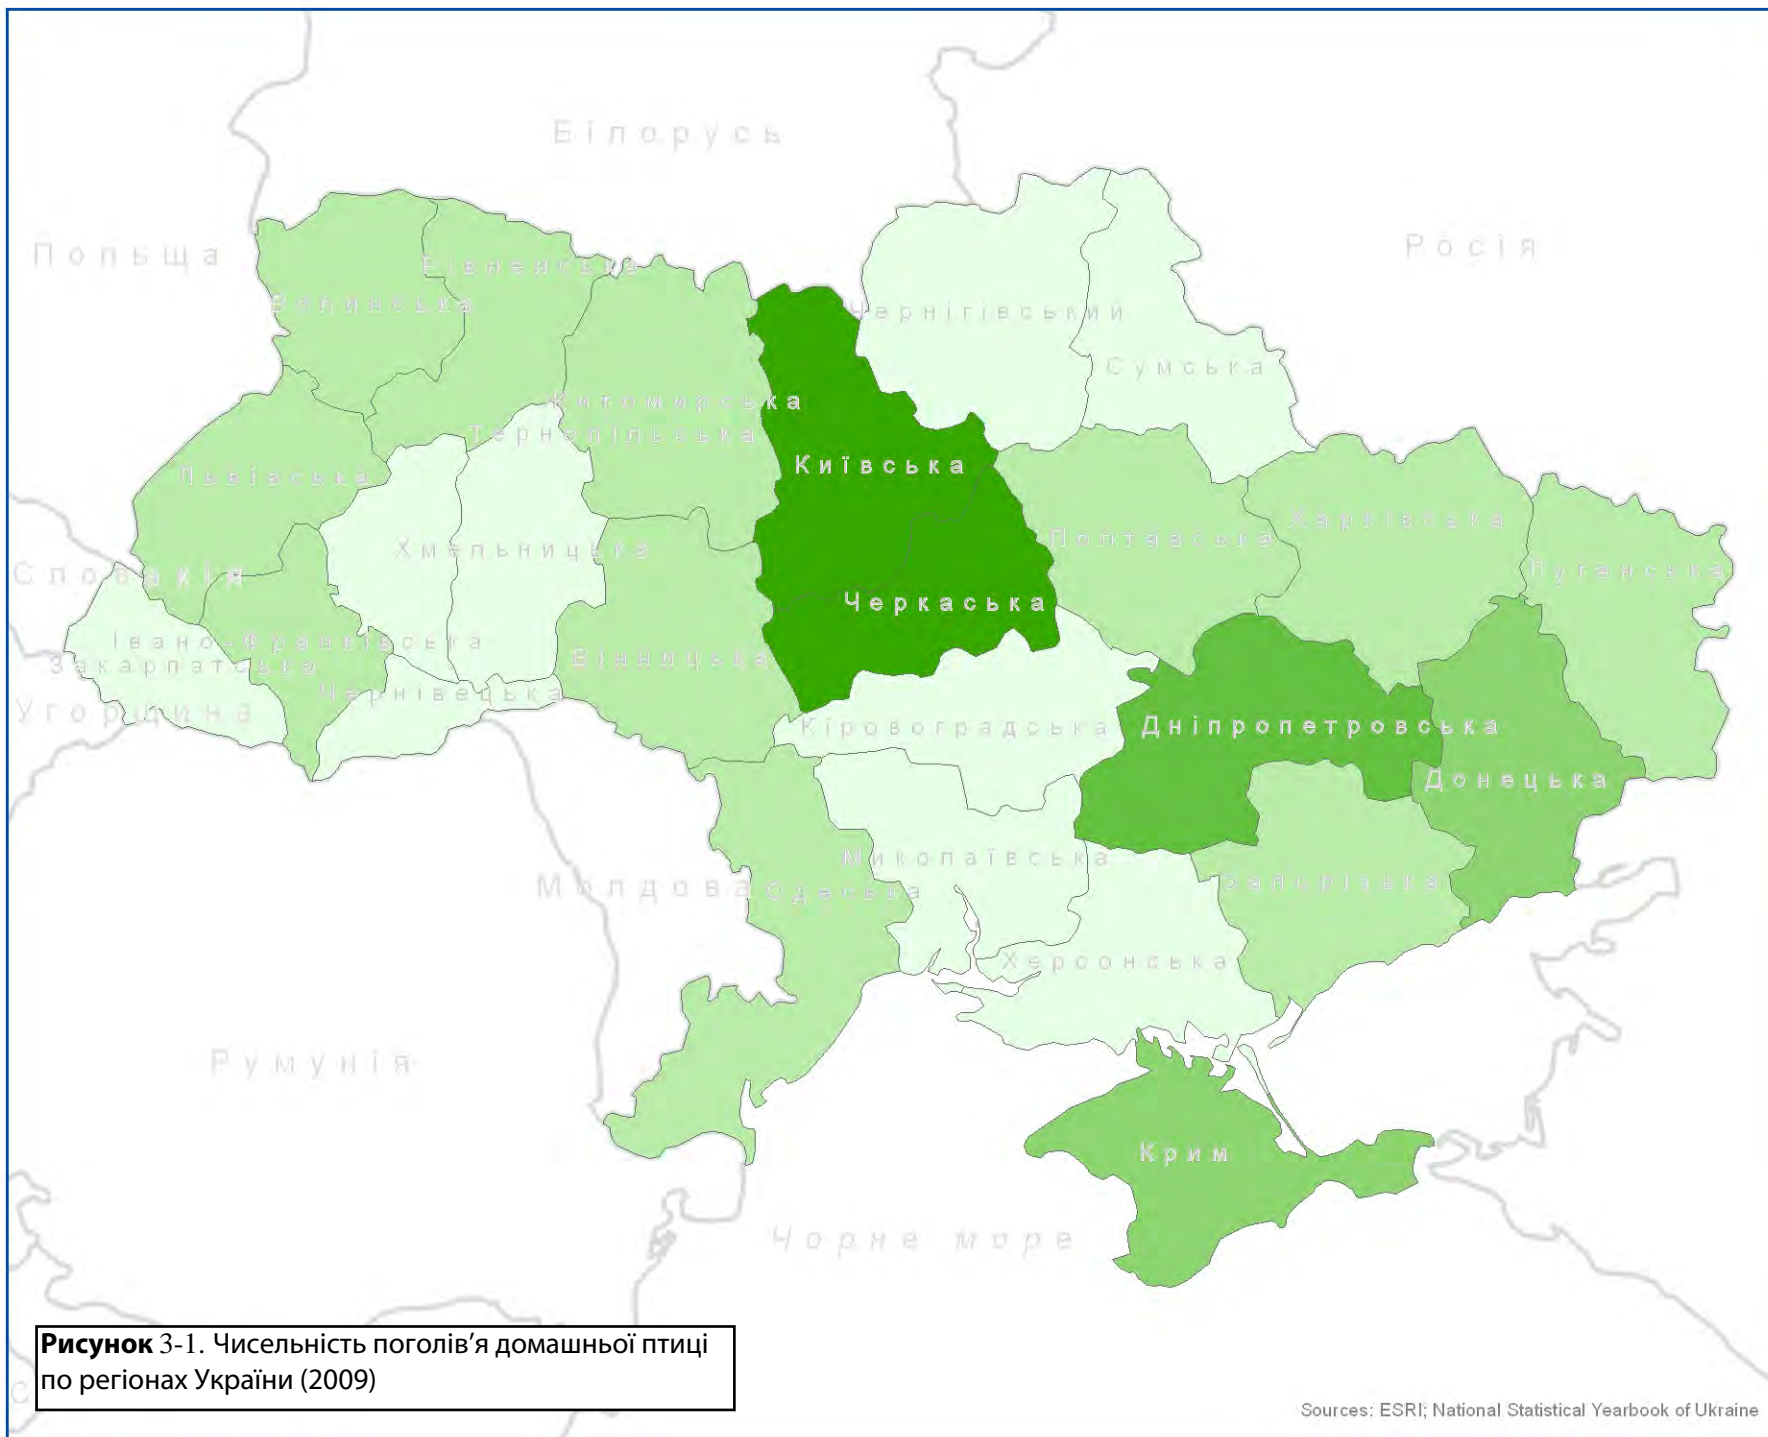 Білорусь
Польща
Росія
Рівненська
Волинська
Чернігівський
Сумська
Житомирська
Тернопільська
Київська
Львівська
Харківська
Полтавська
Хмельницька
Луганська
Словакія
Черкаська
Івано-Франківська
Закарпатська
Вінницька
Чернівецька
Угорщина
Кіровоградська
Дніпропетровська
Донецька
Миколаївська
Молдова
Одеська
Запорізька
Херсонська
Румунія
Крим
Чорне море
Рисунок 3-1. Чисельність поголів’я домашньої птиці
по регіонах України (2009)
Sources: ESRI; National Statistical Yearbook of Ukraine